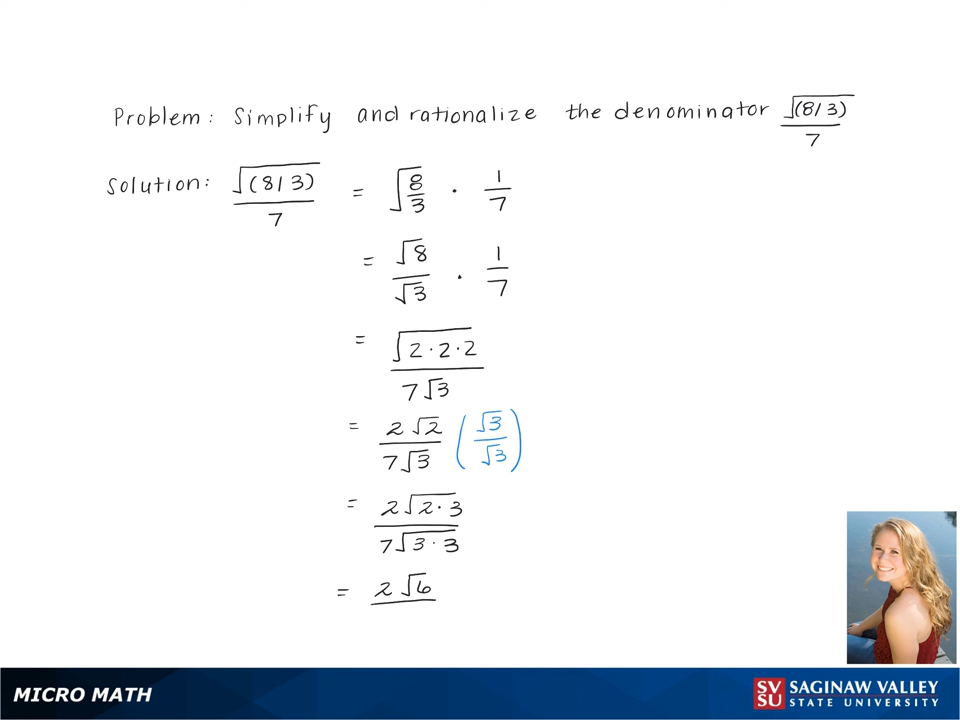 Problem: Simplify and rationalize the denominator √(8/3)/7
Solution: √(8/3)/7 = √(8/3) · 1/7
= √8/√3 · 1/7
= √(2·2·2)/7√3
= 2√2/7√3 (√3/√3)
= 2√(2·3)/7√(3·3)
= 2√6
MICRO MATH
SVSU SAGINAW VALLEY
STATE UNIVERSITY